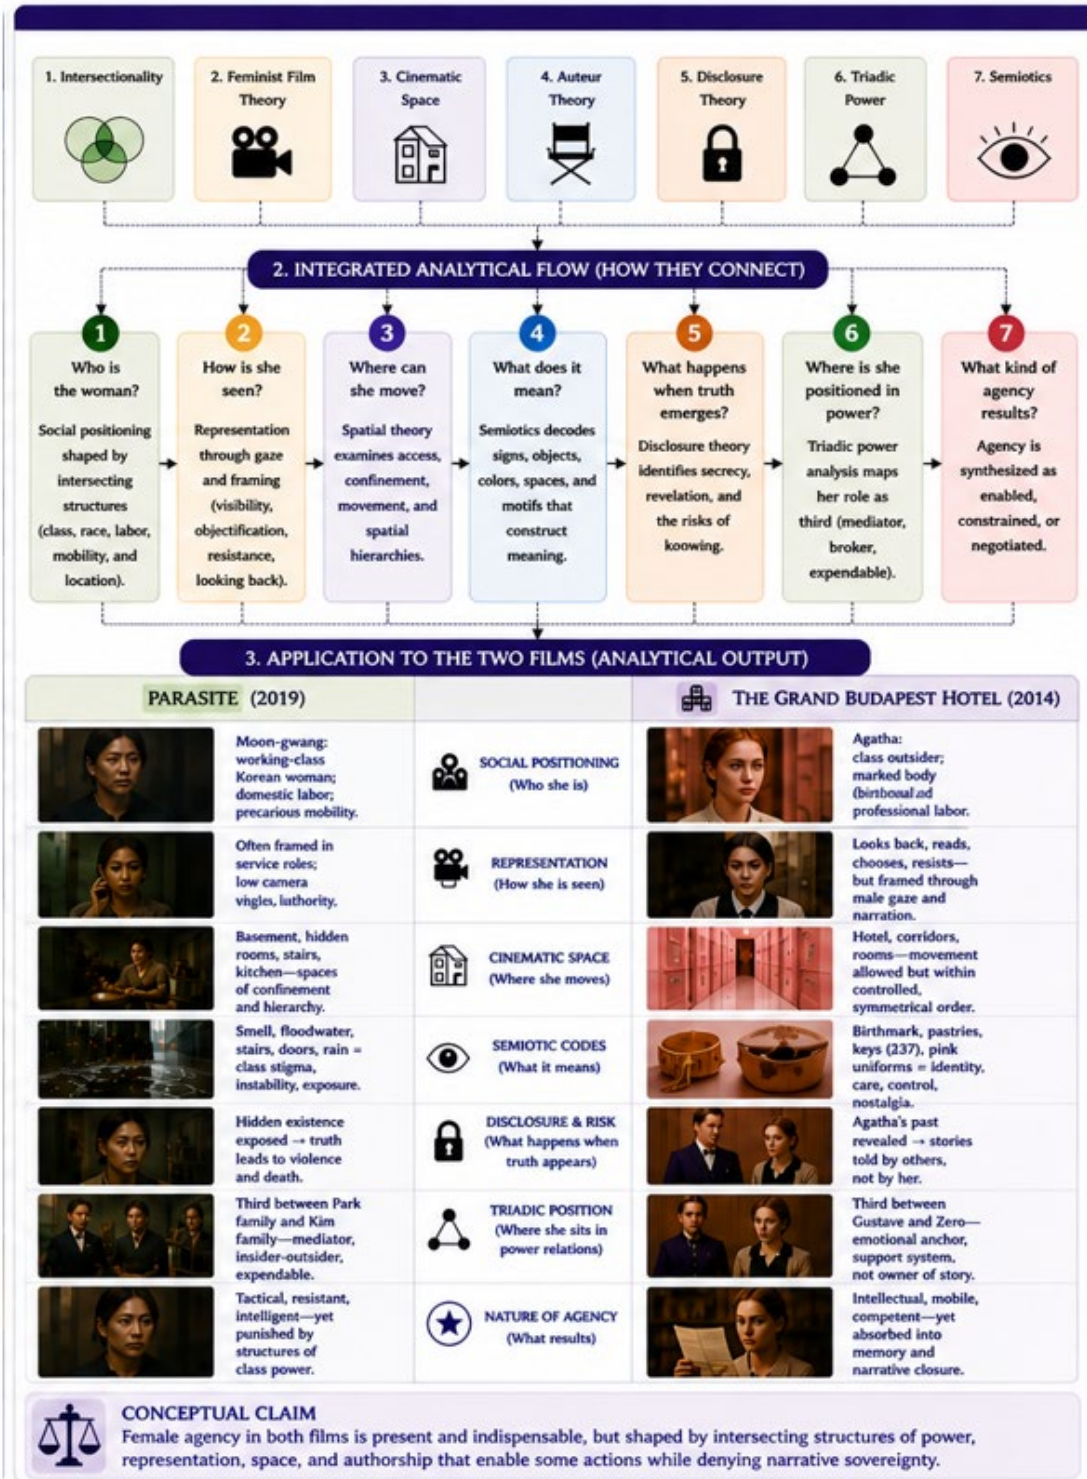 1. Intersectionality
2. Feminist Film
Theory
3. Cinematic
Space
4. Auteur
Theory
5. Disclosure
Theory
6. Triadic
Power
7. Semiotics
2. INTEGRATED ANALYTICAL FLOW (HOW THEY CONNECT)
1
Who is
the woman?
Social positioning
shaped by
intersecting
structures
(class, race, labor,
mobility, and
location).
2
How is she
seen?
Representation
through gaze
and framing
(visibility,
objectification,
resistance,
looking back).
3
Where can
she move?
Spatial theory
examines access,
confinement,
movement, and
spatial
hierarchies.
4
What does it
mean?
Semiotics decodes
signs, objects,
colors, spaces, and
motifs that
construct
meaning.
5
What happens
when truth
emerges?
Disclosure theory
identifies secrecy,
revelation, and
the risks of
koowing.
6
Where is she
positioned in
power?
Triadic power
analysis maps
her role as
third (mediator,
broker,
expendable).
7
What kind of
agency
results?
Agency is
synthesized as
enabled,
constrained, or
negotiated.
3. APPLICATION TO THE TWO FILMS (ANALYTICAL OUTPUT)
PARASITE (2019)
THE GRAND BUDAPEST HOTEL (2014)
Moon-gwang:
working-class
Korean woman;
domestic labor;
precarious mobility.
SOCIAL POSITIONING
(Who she is)
Agatha:
class outsider;
marked body
professional labor.
Often framed in
service roles;
low camera
REPRESENTATION
(How she is seen)
Looks back, reads,
chooses, resists—
but framed through
male gaze and
narration.
Basement, hidden
rooms, stairs,
kitchen—spaces
of confinement
and hierarchy.
CINEMATIC SPACE
(Where she moves)
Hotel, corridors,
rooms—movement
allowed but within
controlled,
symmetrical order.
Smell, floodwater,
stairs, doors, rain =
class stigma,
instability, exposure.
SEMIOTIC CODES
(What it means)
Birthmark, pastries,
keys (237), pink
uniforms = identity,
care, control,
nostalgia.
Hidden existence
exposed → truth
leads to violence
and death.
DISCLOSURE & RISK
(What happens when
truth appears)
Agatha's past
revealed → stories
told by others,
not by her.
Third between Park
family and Kim
family—mediator,
insider-outsider,
expendable.
TRIADIC POSITION
(Where she sits in
power relations)
Third between
Gustave and Zero—
emotional anchor,
support system,
not owner of story.
Tactical, resistant,
intelligent—yet
punished by
structures of
class power.
NATURE OF AGENCY
(What results)
Intellectual, mobile,
competent—yet
absorbed into
memory and
narrative closure.
CONCEPTUAL CLAIM
Female agency in both films is present and indispensable, but shaped by intersecting structures of power,
representation, space, and authorship that enable some actions while denying narrative sovereignty.